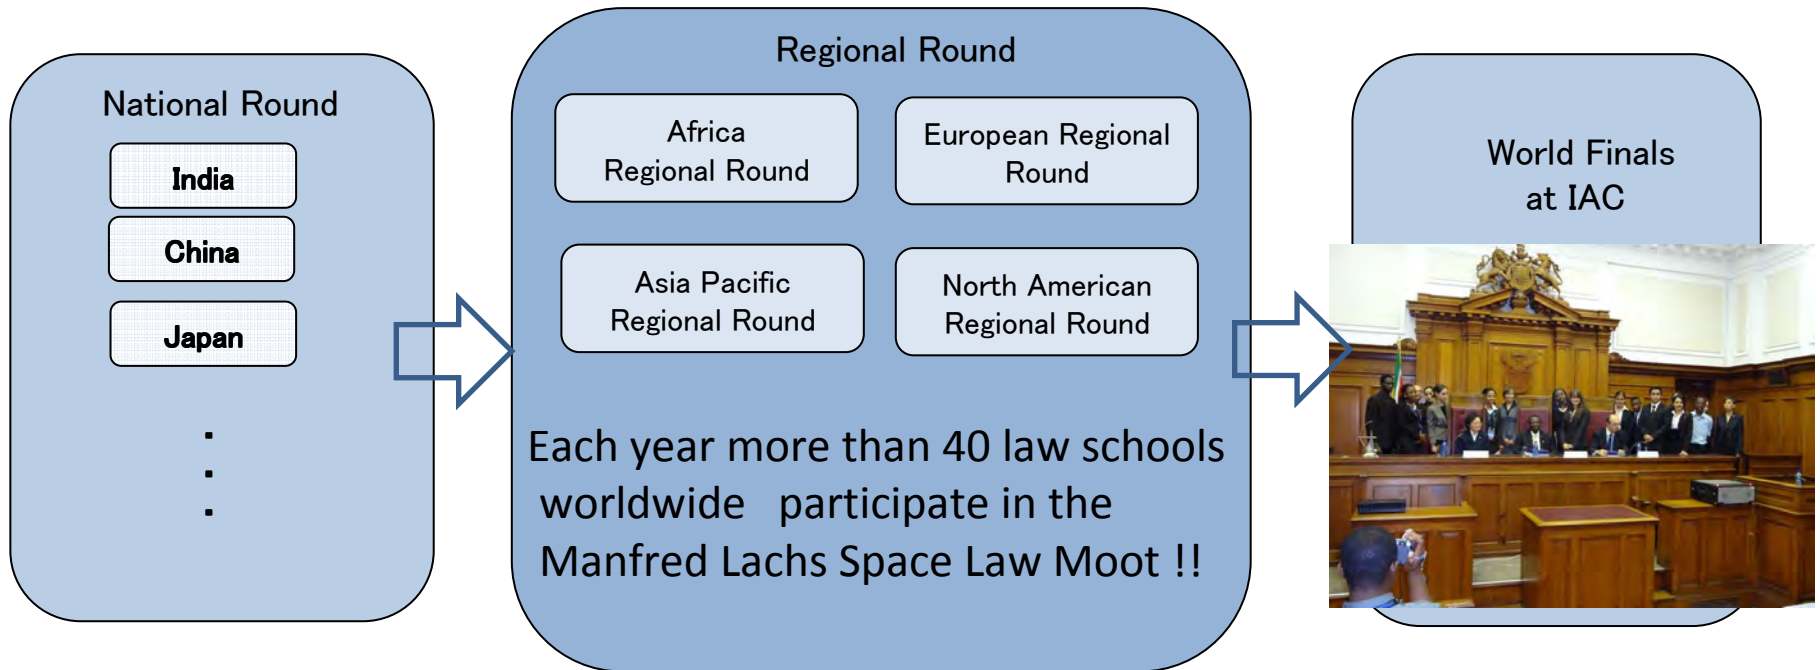 National Round
India
China
Japan
.
.
.
Regional Round
Africa
Regional Round
European Regional
Round
Asia Pacific
Regional Round
North American
Regional Round
Each year more than 40 law schools
worldwide participate in the
Manfred Lachs Space Law Moot !!
World Finals
at IAC